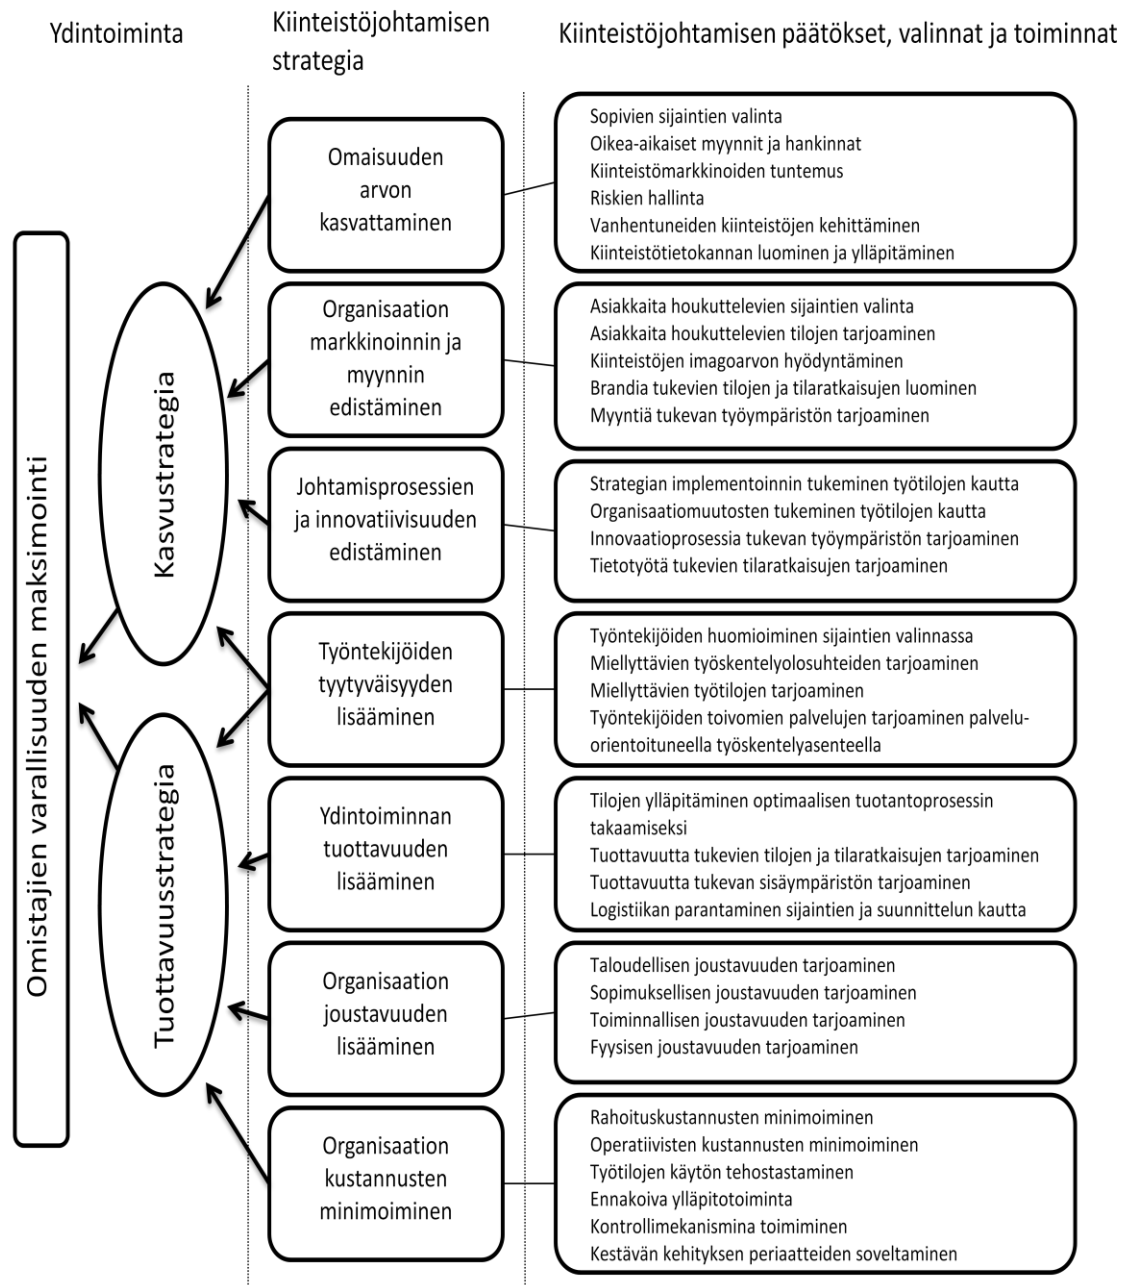 Ydintoiminta
Kiinteistöjohtamisen
strategia
Kiinteistöjohtamisen päätökset, valinnat ja toiminnat
Omistajien varallisuuden maksimointi
Kasvustrategia
Tuottavuusstrategia
Omaisuuden
arvon
kasvattaminen
Sopivien sijaintien valinta
Oikea-aikaiset myynnit ja hankinnat
Kiinteistömarkkinoiden tuntemus
Riskien hallinta
Vanhentuneiden kiinteistöjen kehittäminen
Kiinteistötietokannan luominen ja ylläpitäminen
Organisaation
markkinoinnin ja
myynnin
edistäminen
Asiakkaita houkuttelevien sijaintien valinta
Asiakkaita houkuttelevien tilojen tarjoaminen
Kiinteistöjen imagoarvon hyödyntäminen
Brandia tukevien tilojen ja tilaratkaisujen luominen
Myyntiä tukevan työympäristön tarjoaminen
Johtamisprosessien
ja innovatiivisuuden
edistäminen
Strategian implementoinnin tukeminen työtilojen kautta
Organisaatiomuutosten tukeminen työtilojen kautta
Innovaatioprosessia tukevan työympäristön tarjoaminen
Tietotyötä tukevien tilaratkaisujen tarjoaminen
Työntekijöiden
tyytyväisyyden
lisääminen
Työntekijöiden huomioiminen sijaintien valinnassa
Miellyttävien työskentelyolosuhteiden tarjoaminen
Miellyttävien työtilojen tarjoaminen
Työntekijöiden toivomien palvelujen tarjoaminen palvelu-
orientoituneella työskentelyasenteella
Ydintoiminnan
tuottavuuden
lisääminen
Tilojen ylläpitäminen optimaalisen tuotantoprosessin
takaamiseksi
Tuottavuutta tukevien tilojen ja tilaratkaisujen tarjoaminen
Tuottavuutta tukevan sisäympäristön tarjoaminen
Logistiikan parantaminen sijaintien ja suunnittelun kautta
Organisaation
joustavuuden
lisääminen
Taloudellisen joustavuuden tarjoaminen
Sopimuksellisen joustavuuden tarjoaminen
Toiminnallisen joustavuuden tarjoaminen
Fyysisen joustavuuden tarjoaminen
Organisaation
kustannusten
minimoiminen
Rahoituskustannusten minimoiminen
Operatiivisten kustannusten minimoiminen
Työtilojen käytön tehostastaminen
Ennakoiva ylläpitotoiminta
Kontrollimekanismina toimiminen
Kestävän kehityksen periaatteiden soveltaminen